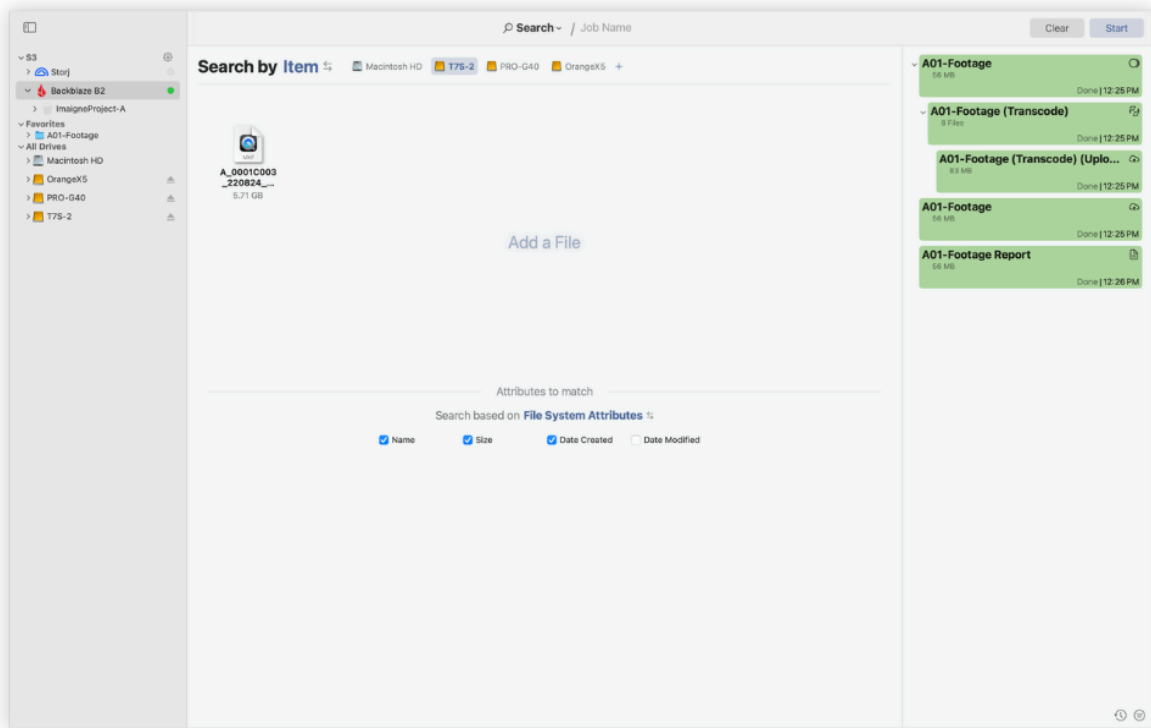 Search / Job Name
Clear
Start
S3
Storj
Backblaze B2
ImaigneProject-A
Favorites
A01-Footage
All Drives
Macintosh HD
OrangeX5
PRO-G40
T7S-2
Search by Item
Macintosh HD
T7S-2
PRO-G40
OrangeX5
+
MXF
A_0001C003
_220824_...
5.71 GB
Add a File
Attributes to match
Search based on File System Attributes
Name
Size
Date Created
Date Modified
A01-Footage
56 MB
Done | 12:25 PM
A01-Footage (Transcode)
8 Files
Done | 12:25 PM
A01-Footage (Transcode) (Uplo...
83 MB
Done | 12:25 PM
A01-Footage
56 MB
Done | 12:25 PM
A01-Footage Report
56 MB
Done | 12:26 PM